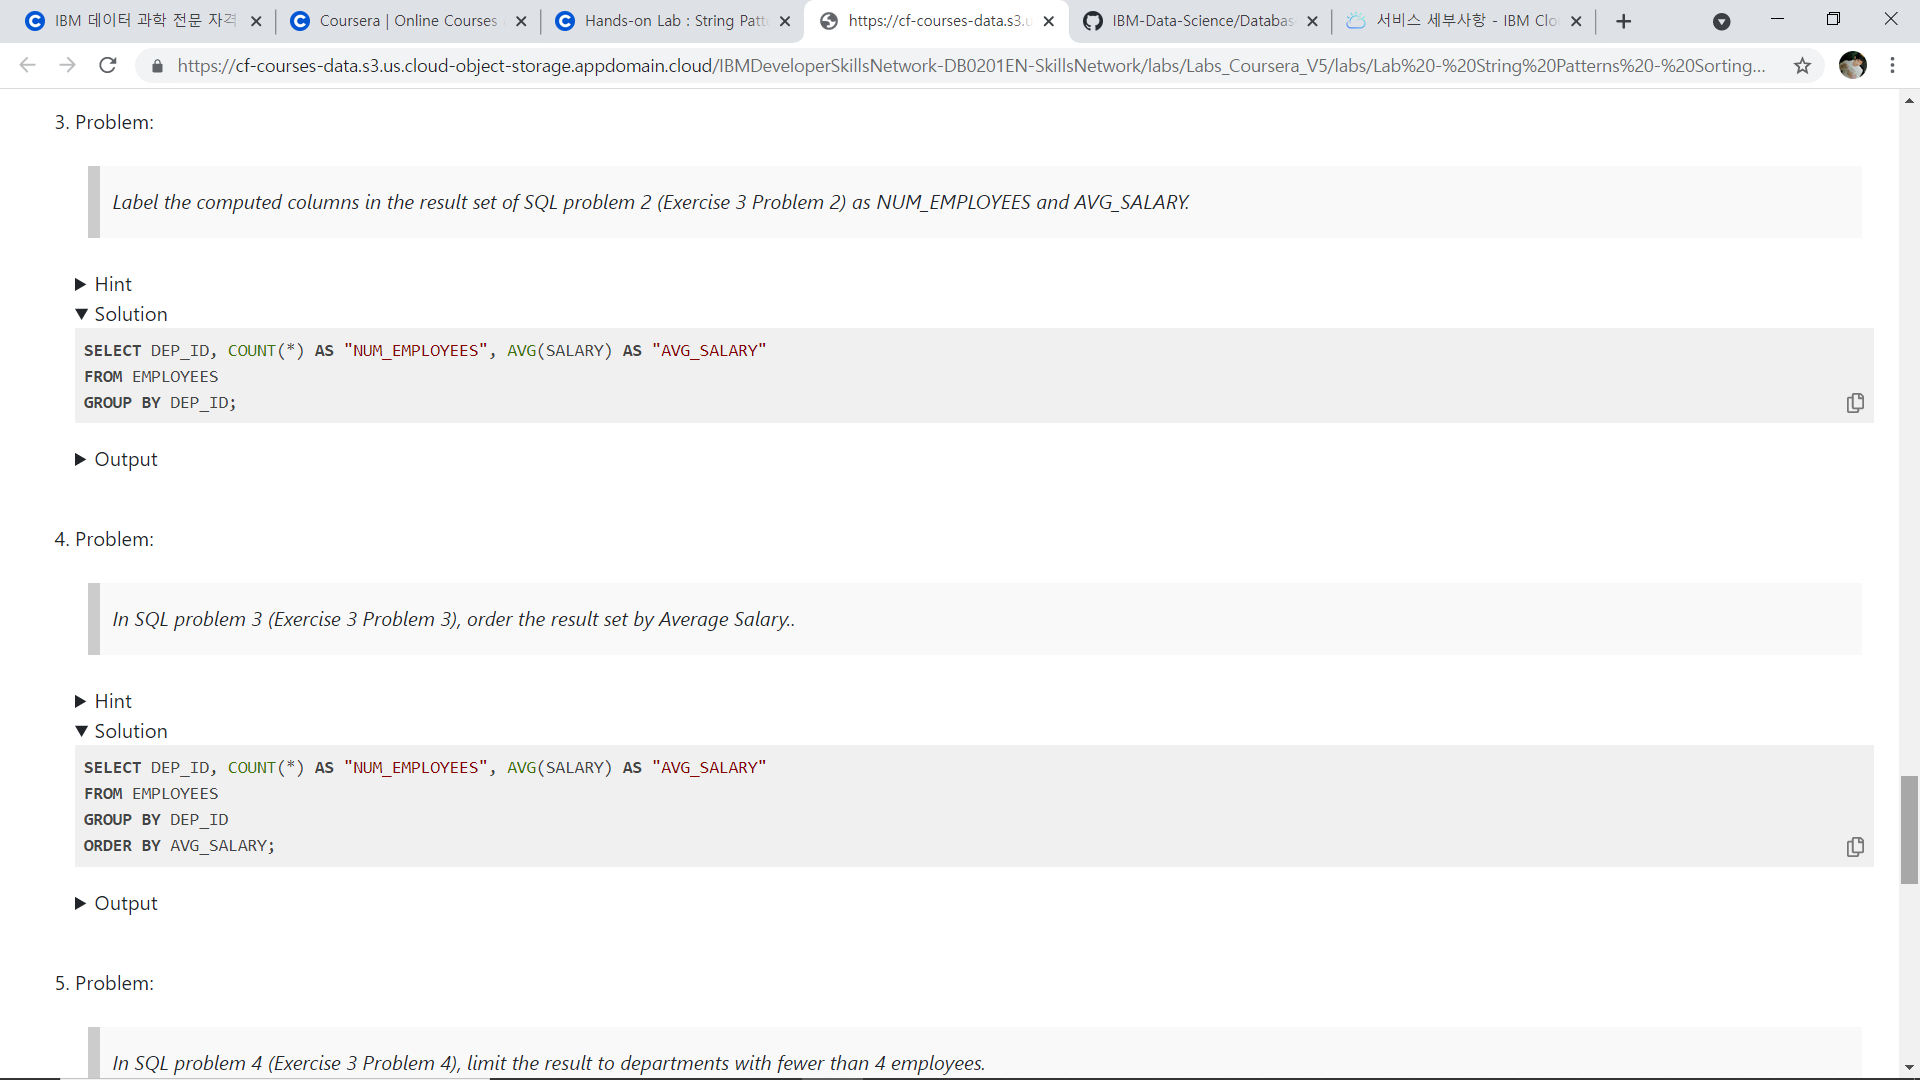 IBM 데이터 과학 전문 자격
Coursera | Online Courses
Hands-on Lab : String Patt
https://cf-courses-data.s3.u
IBM-Data-Science/Databas
서비스 세부사항 - IBM Clo
https://cf-courses-data.s3.us.cloud-object-storage.appdomain.cloud/IBMDeveloperSkillsNetwork-DB0201EN-SkillsNetwork/labs/Labs_Coursera_V5/labs/Lab%20-%20String%20Patterns%20-%20Sorting...
3. Problem:
Label the computed columns in the result set of SQL problem 2 (Exercise 3 Problem 2) as NUM_EMPLOYEES and AVG_SALARY.
Hint
Solution
SELECT DEP_ID, COUNT(*) AS "NUM_EMPLOYEES", AVG(SALARY) AS "AVG_SALARY"
FROM EMPLOYEES
GROUP BY DEP_ID;
Output
4. Problem:
In SQL problem 3 (Exercise 3 Problem 3), order the result set by Average Salary..
Hint
Solution
SELECT DEP_ID, COUNT(*) AS "NUM_EMPLOYEES", AVG(SALARY) AS "AVG_SALARY"
FROM EMPLOYEES
GROUP BY DEP_ID
ORDER BY AVG_SALARY;
Output
5. Problem:
In SQL problem 4 (Exercise 3 Problem 4), limit the result to departments with fewer than 4 employees.